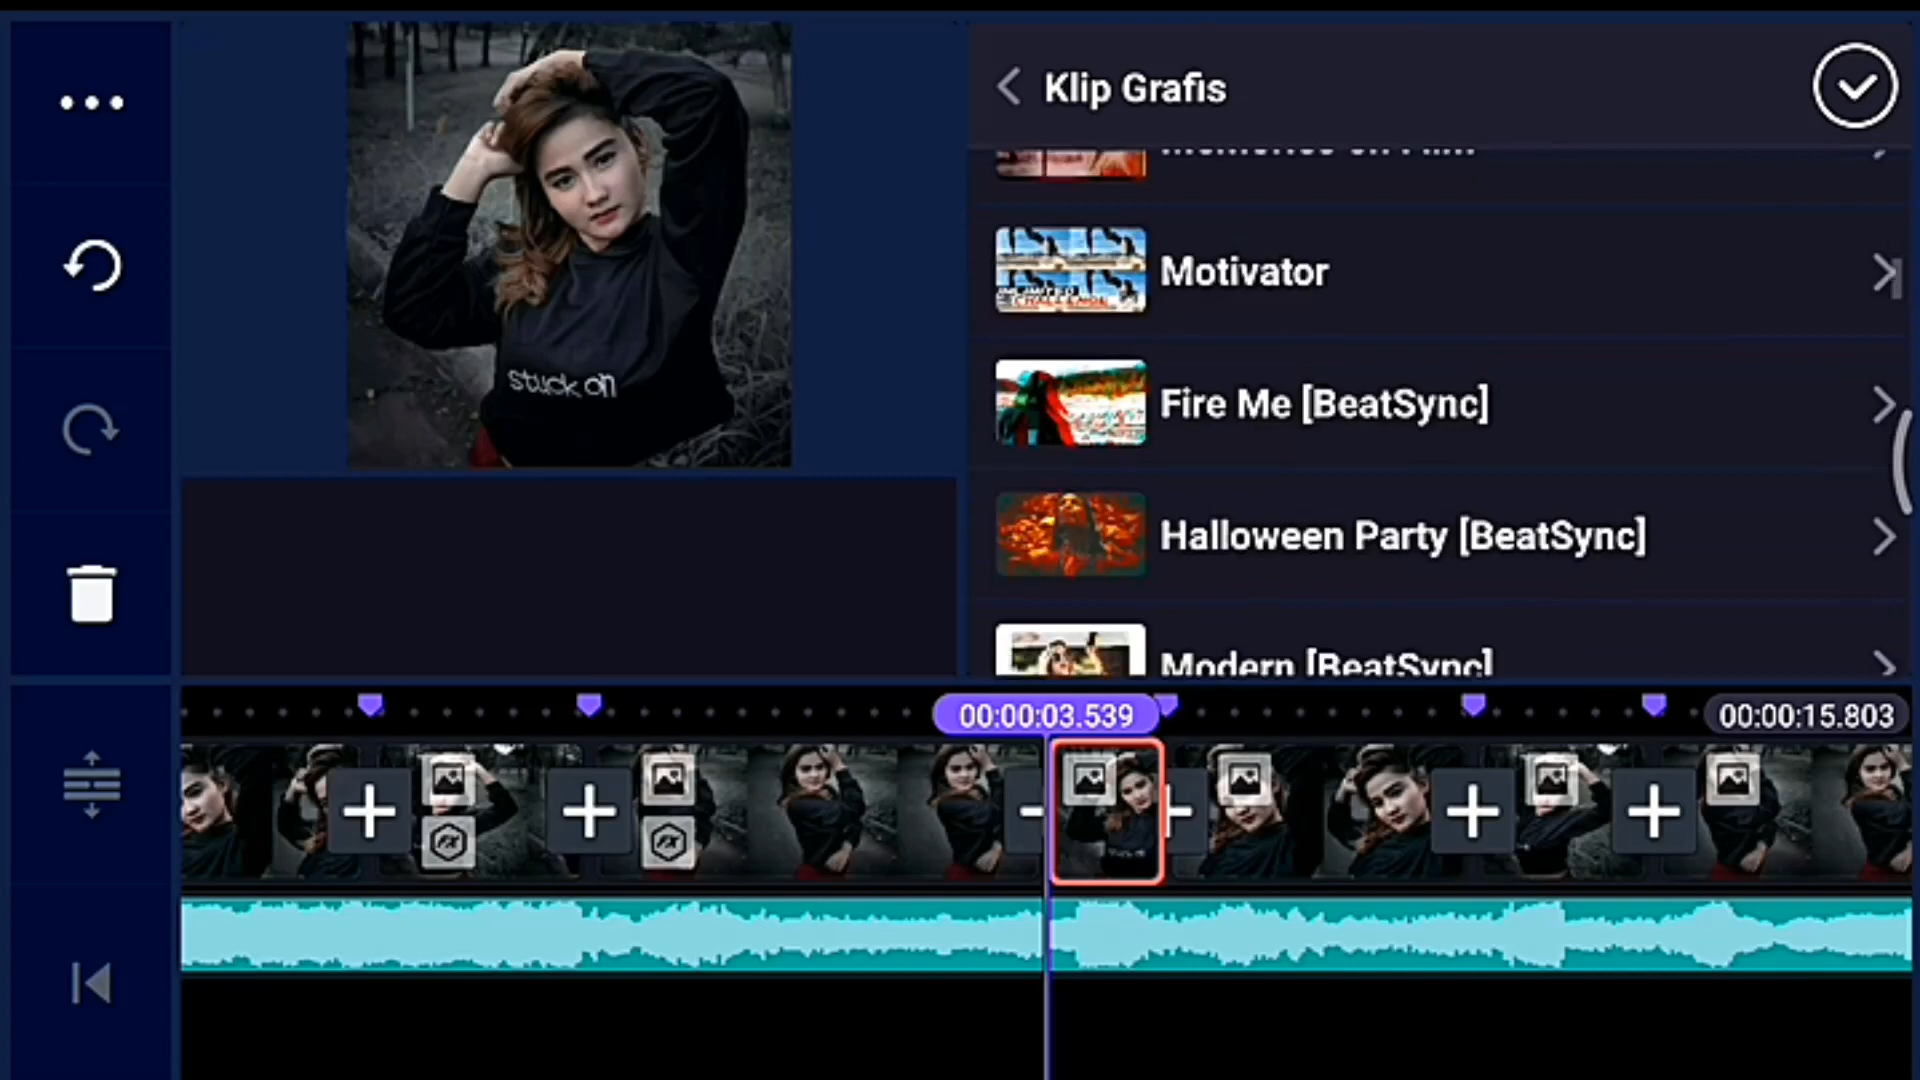 Klip Grafis
Motivator
Fire Me [BeatSync]
Halloween Party [BeatSync]
Modern [BeatSync]
stuck on
00:00:03.539
00:00:15.803